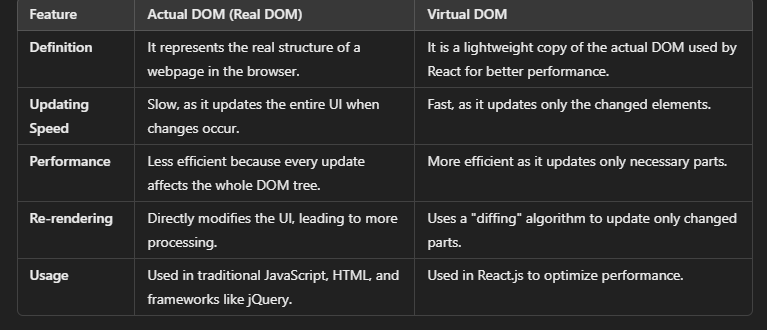 Feature Actual DOM (Real DOM) Virtual DOM
Definition It represents the real structure of a It is a lightweight copy of the actual DOM used by
webpage in the browser. React for better performance.
Updating Slow, as it updates the entire UI when Fast, as it updates only the changed elements.
Speed changes occur.
Performance Less efficient because every update More efficient as it updates only necessary parts.
affects the whole DOM tree.
Re-rendering Directly modifies the UI, leading to more Uses a "diffing" algorithm to update only changed
processing. parts.
Usage Used in traditional JavaScript, HTML, and Used in React.js to optimize performance.
frameworks like jQuery.